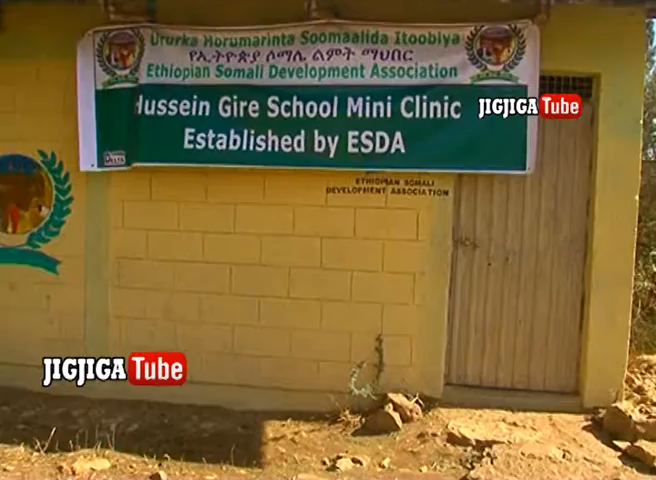 Ururka Horumarinta Soomaalida Itoobiya
የኢትዮጵያ ሶማሌ ልማት ማህበር
Ethiopian Somali Development Association
Hussein Gire School Mini Clinic
Established by ESDA
JIGJIGA Tube
ETHIOPIAN SOMALI
DEVELOPMENT ASSOCIATION
JIGJIGA Tube